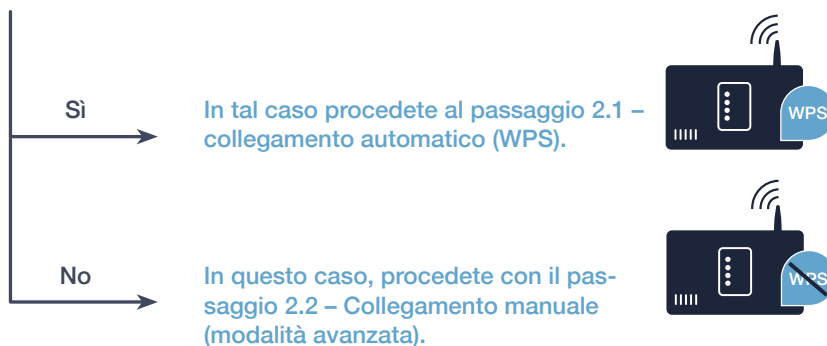 Sì
In tal caso procedete al passaggio 2.1 –
collegamento automatico (WPS).
WPS
No
In questo caso, procedete con il pas-
saggio 2.2 – Collegamento manuale
(modalità avanzata).
WPS